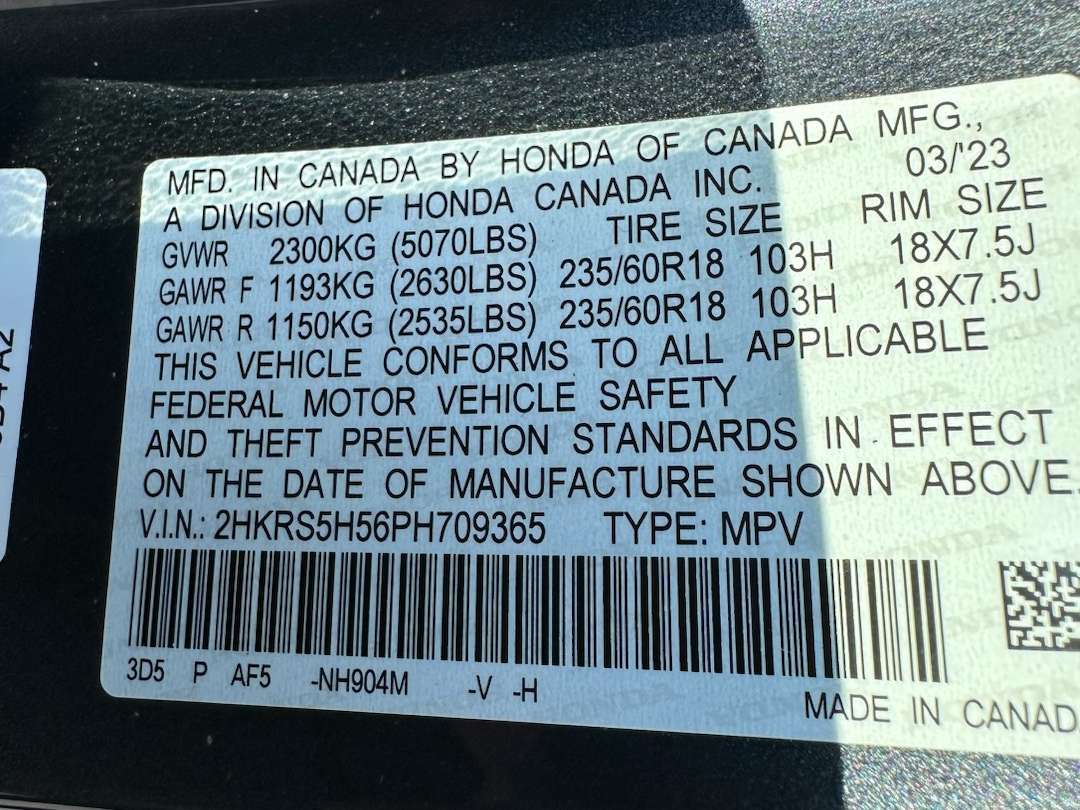 MFD. IN CANADA BY HONDA OF CANADA MFG.,
A DIVISION OF HONDA CANADA INC. 03/'23
GVWR 2300KG (5070LBS) TIRE SIZE RIM SIZE
GAWR F 1193KG (2630LBS) 235/60R18 103H 18X7.5J
GAWR R 1150KG (2535LBS) 235/60R18 103H 18X7.5J
THIS VEHICLE CONFORMS TO ALL APPLICABLE
FEDERAL MOTOR VEHICLE SAFETY
AND THEFT PREVENTION STANDARDS IN EFFECT
ON THE DATE OF MANUFACTURE SHOWN ABOVE.
V.I.N.: 2HKRS5H56PH709365 TYPE: MPV
3D5 P AF5 -NH904M -V -H
MADE IN CANAD